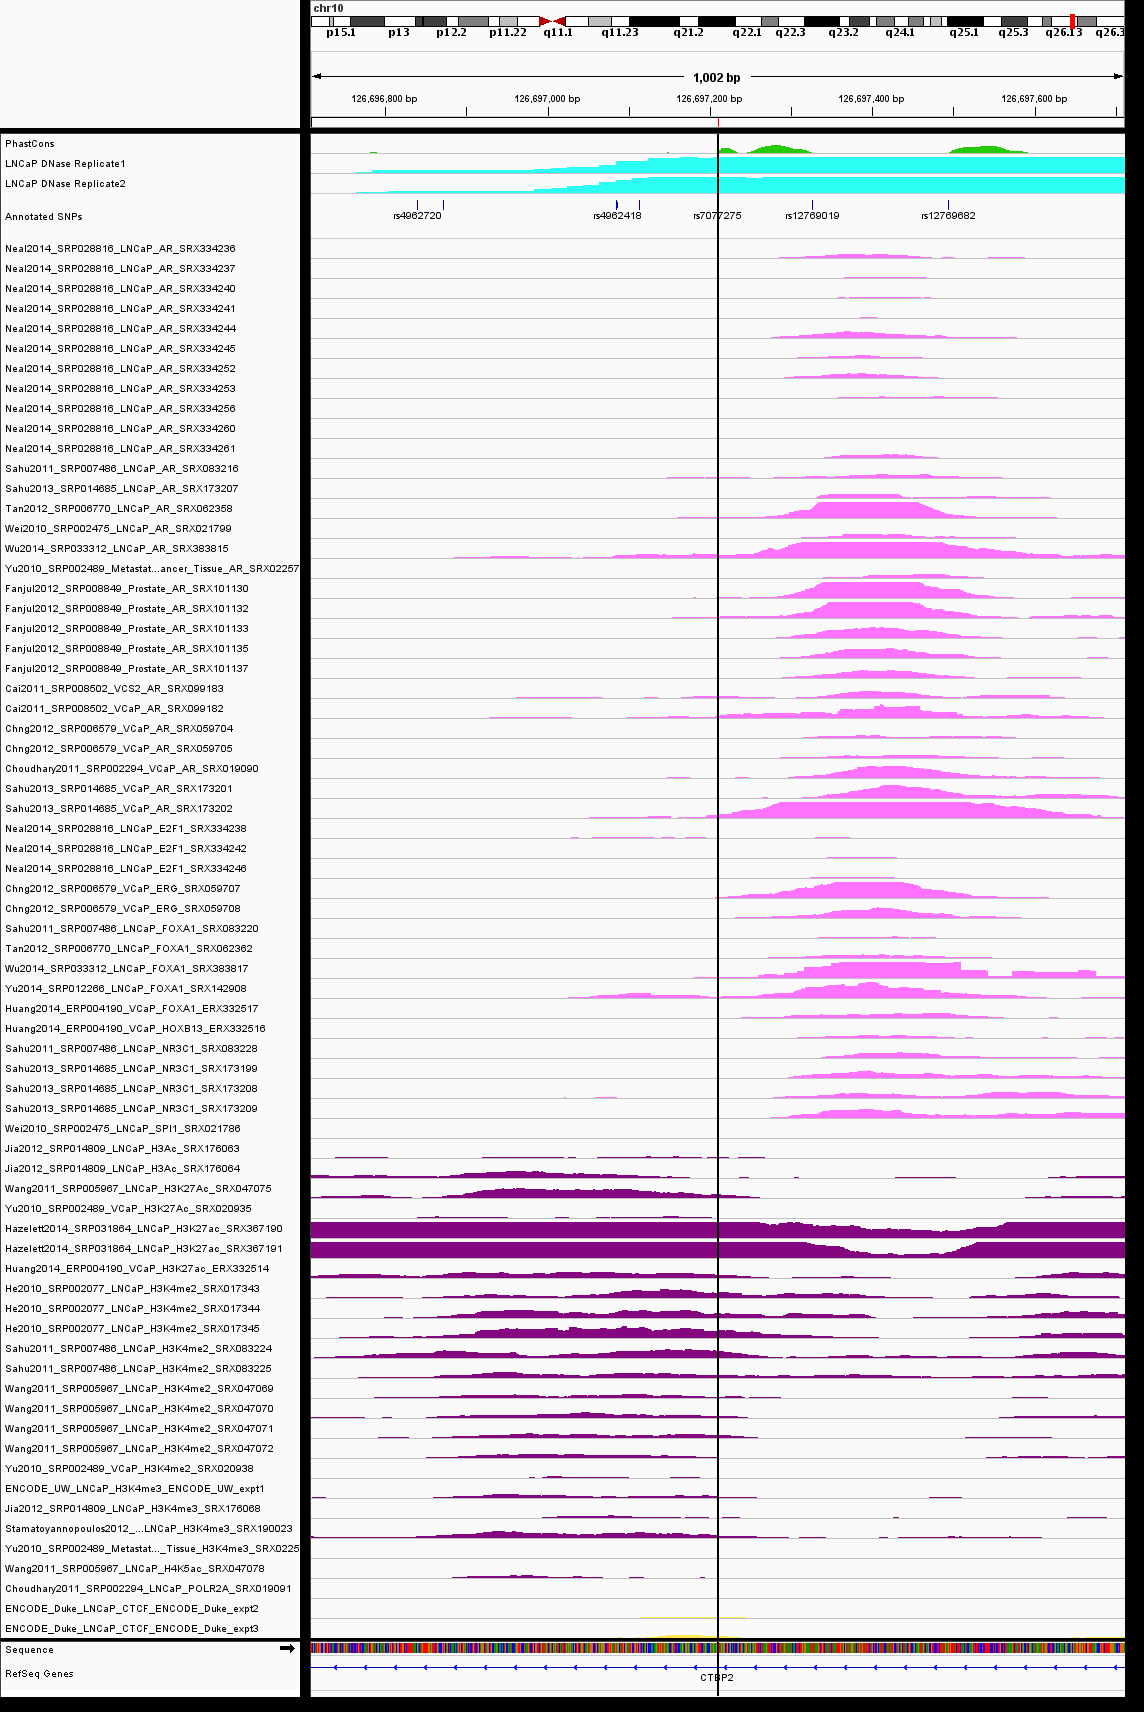 chr10
p15.1 p13 p12.2 p11.22 q11.1 q11.23 q21.2 q22.1 q22.3 q23.2 q24.1 q25.1 q25.3 q26.13 q26.3
1,002 bp
126,696,800 bp 126,697,000 bp 126,697,200 bp 126,697,400 bp 126,697,600 bp
PhastCons
LNCaP DNase Replicate1
LNCaP DNase Replicate2
Annotated SNPs rs4962720 rs4962418 rs7077275 rs12769019 rs12769682
Neal2014_SRP028816_LNCaP_AR_SRX334236
Neal2014_SRP028816_LNCaP_AR_SRX334237
Neal2014_SRP028816_LNCaP_AR_SRX334240
Neal2014_SRP028816_LNCaP_AR_SRX334241
Neal2014_SRP028816_LNCaP_AR_SRX334244
Neal2014_SRP028816_LNCaP_AR_SRX334245
Neal2014_SRP028816_LNCaP_AR_SRX334252
Neal2014_SRP028816_LNCaP_AR_SRX334253
Neal2014_SRP028816_LNCaP_AR_SRX334256
Neal2014_SRP028816_LNCaP_AR_SRX334260
Neal2014_SRP028816_LNCaP_AR_SRX334261
Sahu2011_SRP007486_LNCaP_AR_SRX083216
Sahu2013_SRP014685_LNCaP_AR_SRX173207
Tan2012_SRP006770_LNCaP_AR_SRX062358
Wei2010_SRP002475_LNCaP_AR_SRX021799
Wu2014_SRP033312_LNCaP_AR_SRX383815
Yu2010_SRP002489_Metastat...ancer_Tissue_AR_SRX02257
Fanjul2012_SRP008849_Prostate_AR_SRX101130
Fanjul2012_SRP008849_Prostate_AR_SRX101132
Fanjul2012_SRP008849_Prostate_AR_SRX101133
Fanjul2012_SRP008849_Prostate_AR_SRX101135
Fanjul2012_SRP008849_Prostate_AR_SRX101137
Cai2011_SRP008502_VCS2_AR_SRX099183
Cai2011_SRP008502_VCaP_AR_SRX099182
Chng2012_SRP006579_VCaP_AR_SRX059704
Chng2012_SRP006579_VCaP_AR_SRX059705
Choudhary2011_SRP002294_VCaP_AR_SRX019090
Sahu2013_SRP014685_VCaP_AR_SRX173201
Sahu2013_SRP014685_VCaP_AR_SRX173202
Neal2014_SRP028816_LNCaP_E2F1_SRX334238
Neal2014_SRP028816_LNCaP_E2F1_SRX334242
Neal2014_SRP028816_LNCaP_E2F1_SRX334246
Chng2012_SRP006579_VCaP_ERG_SRX059707
Chng2012_SRP006579_VCaP_ERG_SRX059708
Sahu2011_SRP007486_LNCaP_FOXA1_SRX083220
Tan2012_SRP006770_LNCaP_FOXA1_SRX062362
Wu2014_SRP033312_LNCaP_FOXA1_SRX383817
Yu2014_SRP012266_LNCaP_FOXA1_SRX142908
Huang2014_ERP004190_VCaP_FOXA1_ERX332517
Huang2014_ERP004190_VCaP_HOXB13_ERX332516
Sahu2011_SRP007486_LNCaP_NR3C1_SRX083228
Sahu2013_SRP014685_LNCaP_NR3C1_SRX173199
Sahu2013_SRP014685_LNCaP_NR3C1_SRX173208
Sahu2013_SRP014685_LNCaP_NR3C1_SRX173209
Wei2010_SRP002475_LNCaP_SPI1_SRX021786
Jia2012_SRP014809_LNCaP_H3Ac_SRX176063
Jia2012_SRP014809_LNCaP_H3Ac_SRX176064
Wang2011_SRP005967_LNCaP_H3K27Ac_SRX047075
Yu2010_SRP002489_VCaP_H3K27Ac_SRX020935
Hazelett2014_SRP031864_LNCaP_H3K27ac_SRX367190
Hazelett2014_SRP031864_LNCaP_H3K27ac_SRX367191
Huang2014_ERP004190_VCaP_H3K27ac_ERX332514
He2010_SRP002077_LNCaP_H3K4me2_SRX017343
He2010_SRP002077_LNCaP_H3K4me2_SRX017344
He2010_SRP002077_LNCaP_H3K4me2_SRX017345
Sahu2011_SRP007486_LNCaP_H3K4me2_SRX083224
Sahu2011_SRP007486_LNCaP_H3K4me2_SRX083225
Wang2011_SRP005967_LNCaP_H3K4me2_SRX047069
Wang2011_SRP005967_LNCaP_H3K4me2_SRX047070
Wang2011_SRP005967_LNCaP_H3K4me2_SRX047071
Wang2011_SRP005967_LNCaP_H3K4me2_SRX047072
Yu2010_SRP002489_VCaP_H3K4me2_SRX020938
ENCODE_UW_LNCaP_H3K4me3_ENCODE_UW_expt1
Jia2012_SRP014809_LNCaP_H3K4me3_SRX176068
Stamatoyannopoulos2012_...LNCaP_H3K4me3_SRX190023
Yu2010_SRP002489_Metastat..._Tissue_H3K4me3_SRX0225
Wang2011_SRP005967_LNCaP_H4K5ac_SRX047078
Choudhary2011_SRP002294_LNCaP_POLR2A_SRX019091
ENCODE_Duke_LNCaP_CTCF_ENCODE_Duke_expt2
ENCODE_Duke_LNCaP_CTCF_ENCODE_Duke_expt3
Sequence
RefSeq Genes
CTBP2